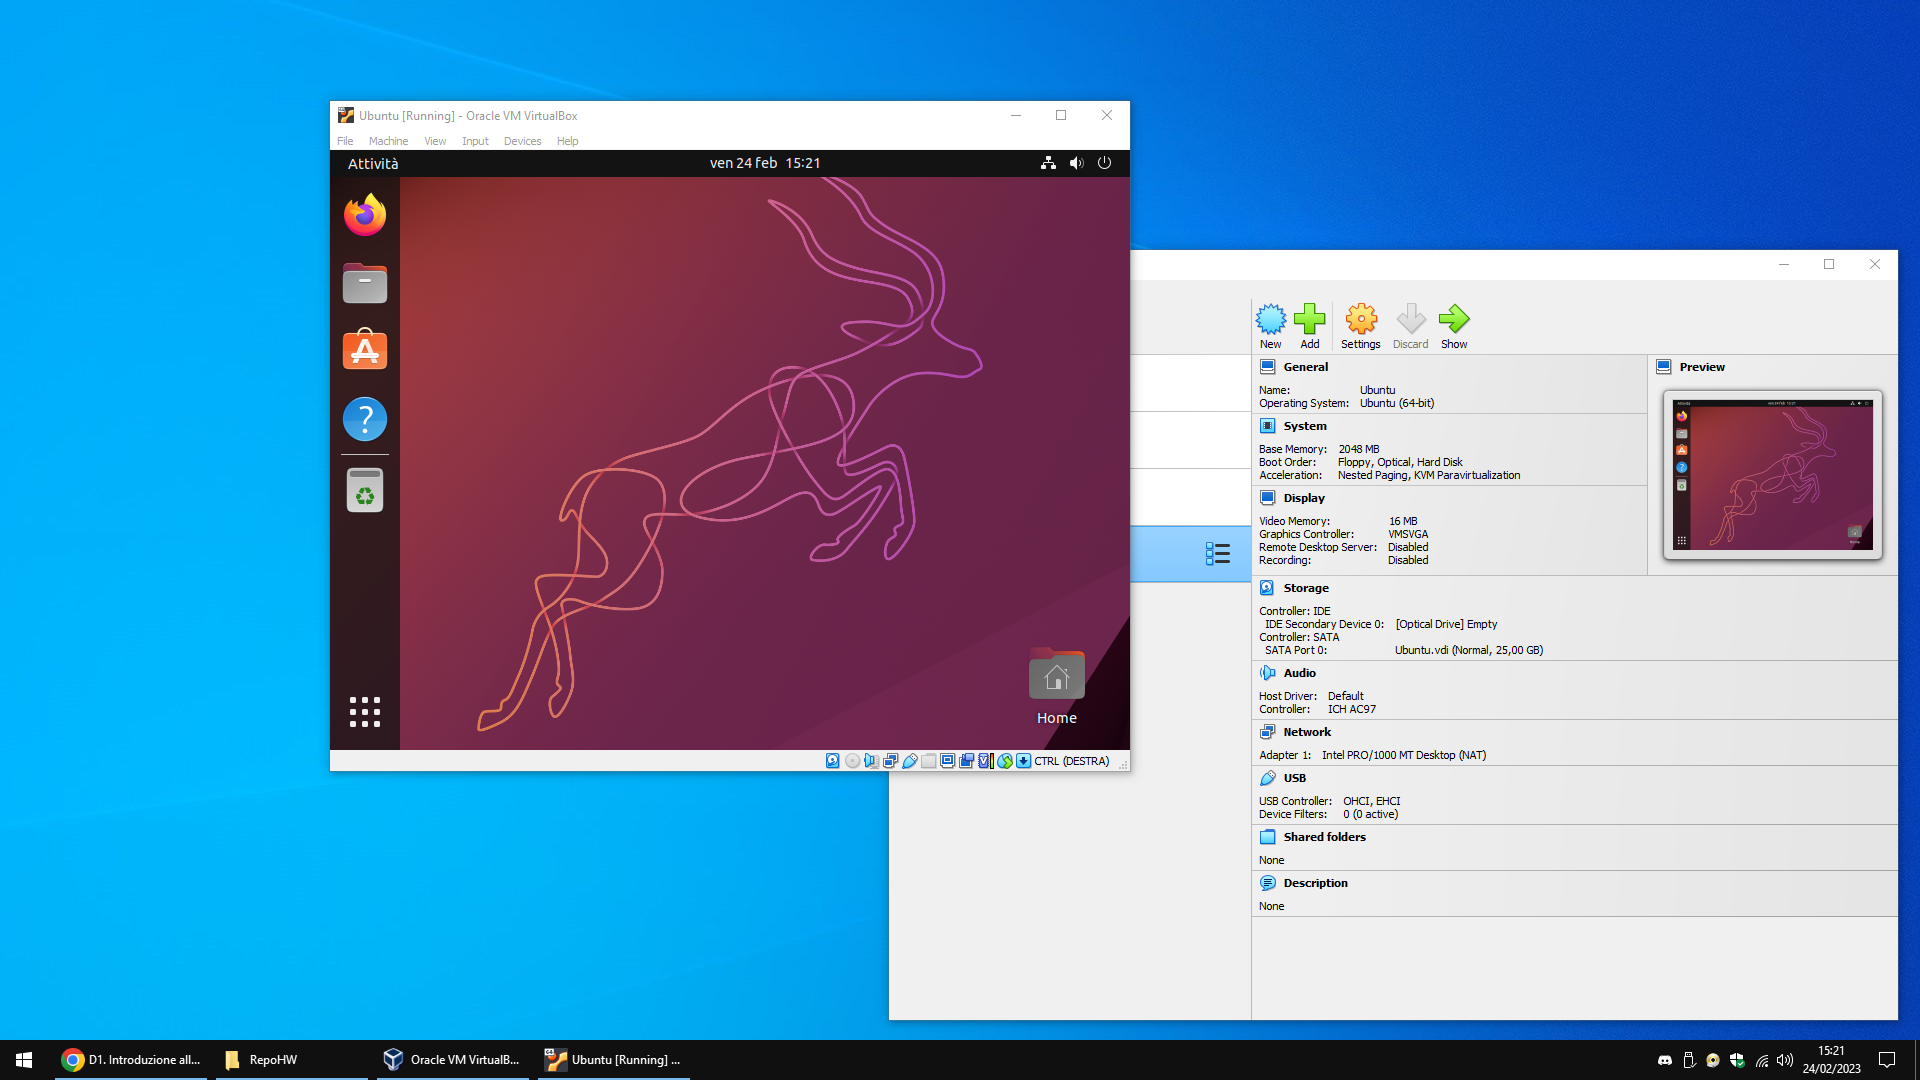 Ubuntu [Running] - Oracle VM VirtualBox
File Machine View Input Devices Help
Attività
ven 24 feb 15:21
Home
CTRL (DESTRA)
New Add Settings Discard Show
General
Name: Ubuntu
Operating System: Ubuntu (64-bit)
System
Base Memory: 2048 MB
Boot Order: Floppy, Optical, Hard Disk
Acceleration: Nested Paging, KVM Paravirtualization
Display
Video Memory: 16 MB
Graphics Controller: VMSVGA
Remote Desktop Server: Disabled
Recording: Disabled
Preview
Storage
Controller: IDE
IDE Secondary Device 0: [Optical Drive] Empty
Controller: SATA
SATA Port 0: Ubuntu.vdi (Normal, 25,00 GB)
Audio
Host Driver: Default
Controller: ICH AC97
Network
Adapter 1: Intel PRO/1000 MT Desktop (NAT)
USB
USB Controller: OHCI, EHCI
Device Filters: 0 (0 active)
Shared folders
None
Description
None
D1. Introduzione all...
RepoHW
Oracle VM VirtualB...
Ubuntu [Running] ...
15:21
24/02/2023